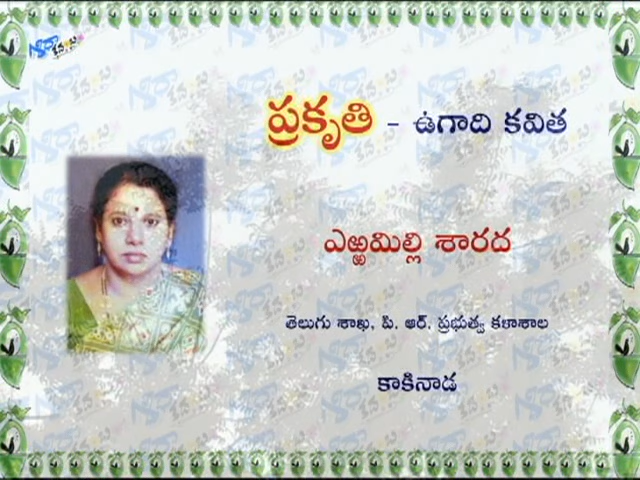 ప్రకృతి - ఉగాది కవిత
ఎఱ్ఱమిల్లి శారద
తెలుగు శాఖ, పి. ఆర్. ప్రభుత్వ కళాశాల
కాకినాడ